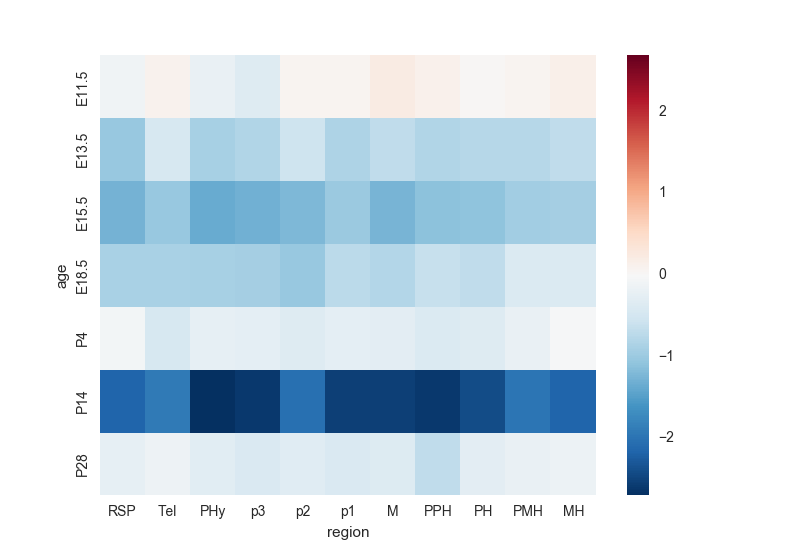 age
E11.5
E13.5
E15.5
E18.5
P4
P14
P28
RSP Tel PHy p3 p2 p1 M PPH PH PMH MH
region
2
1
0
−1
−2